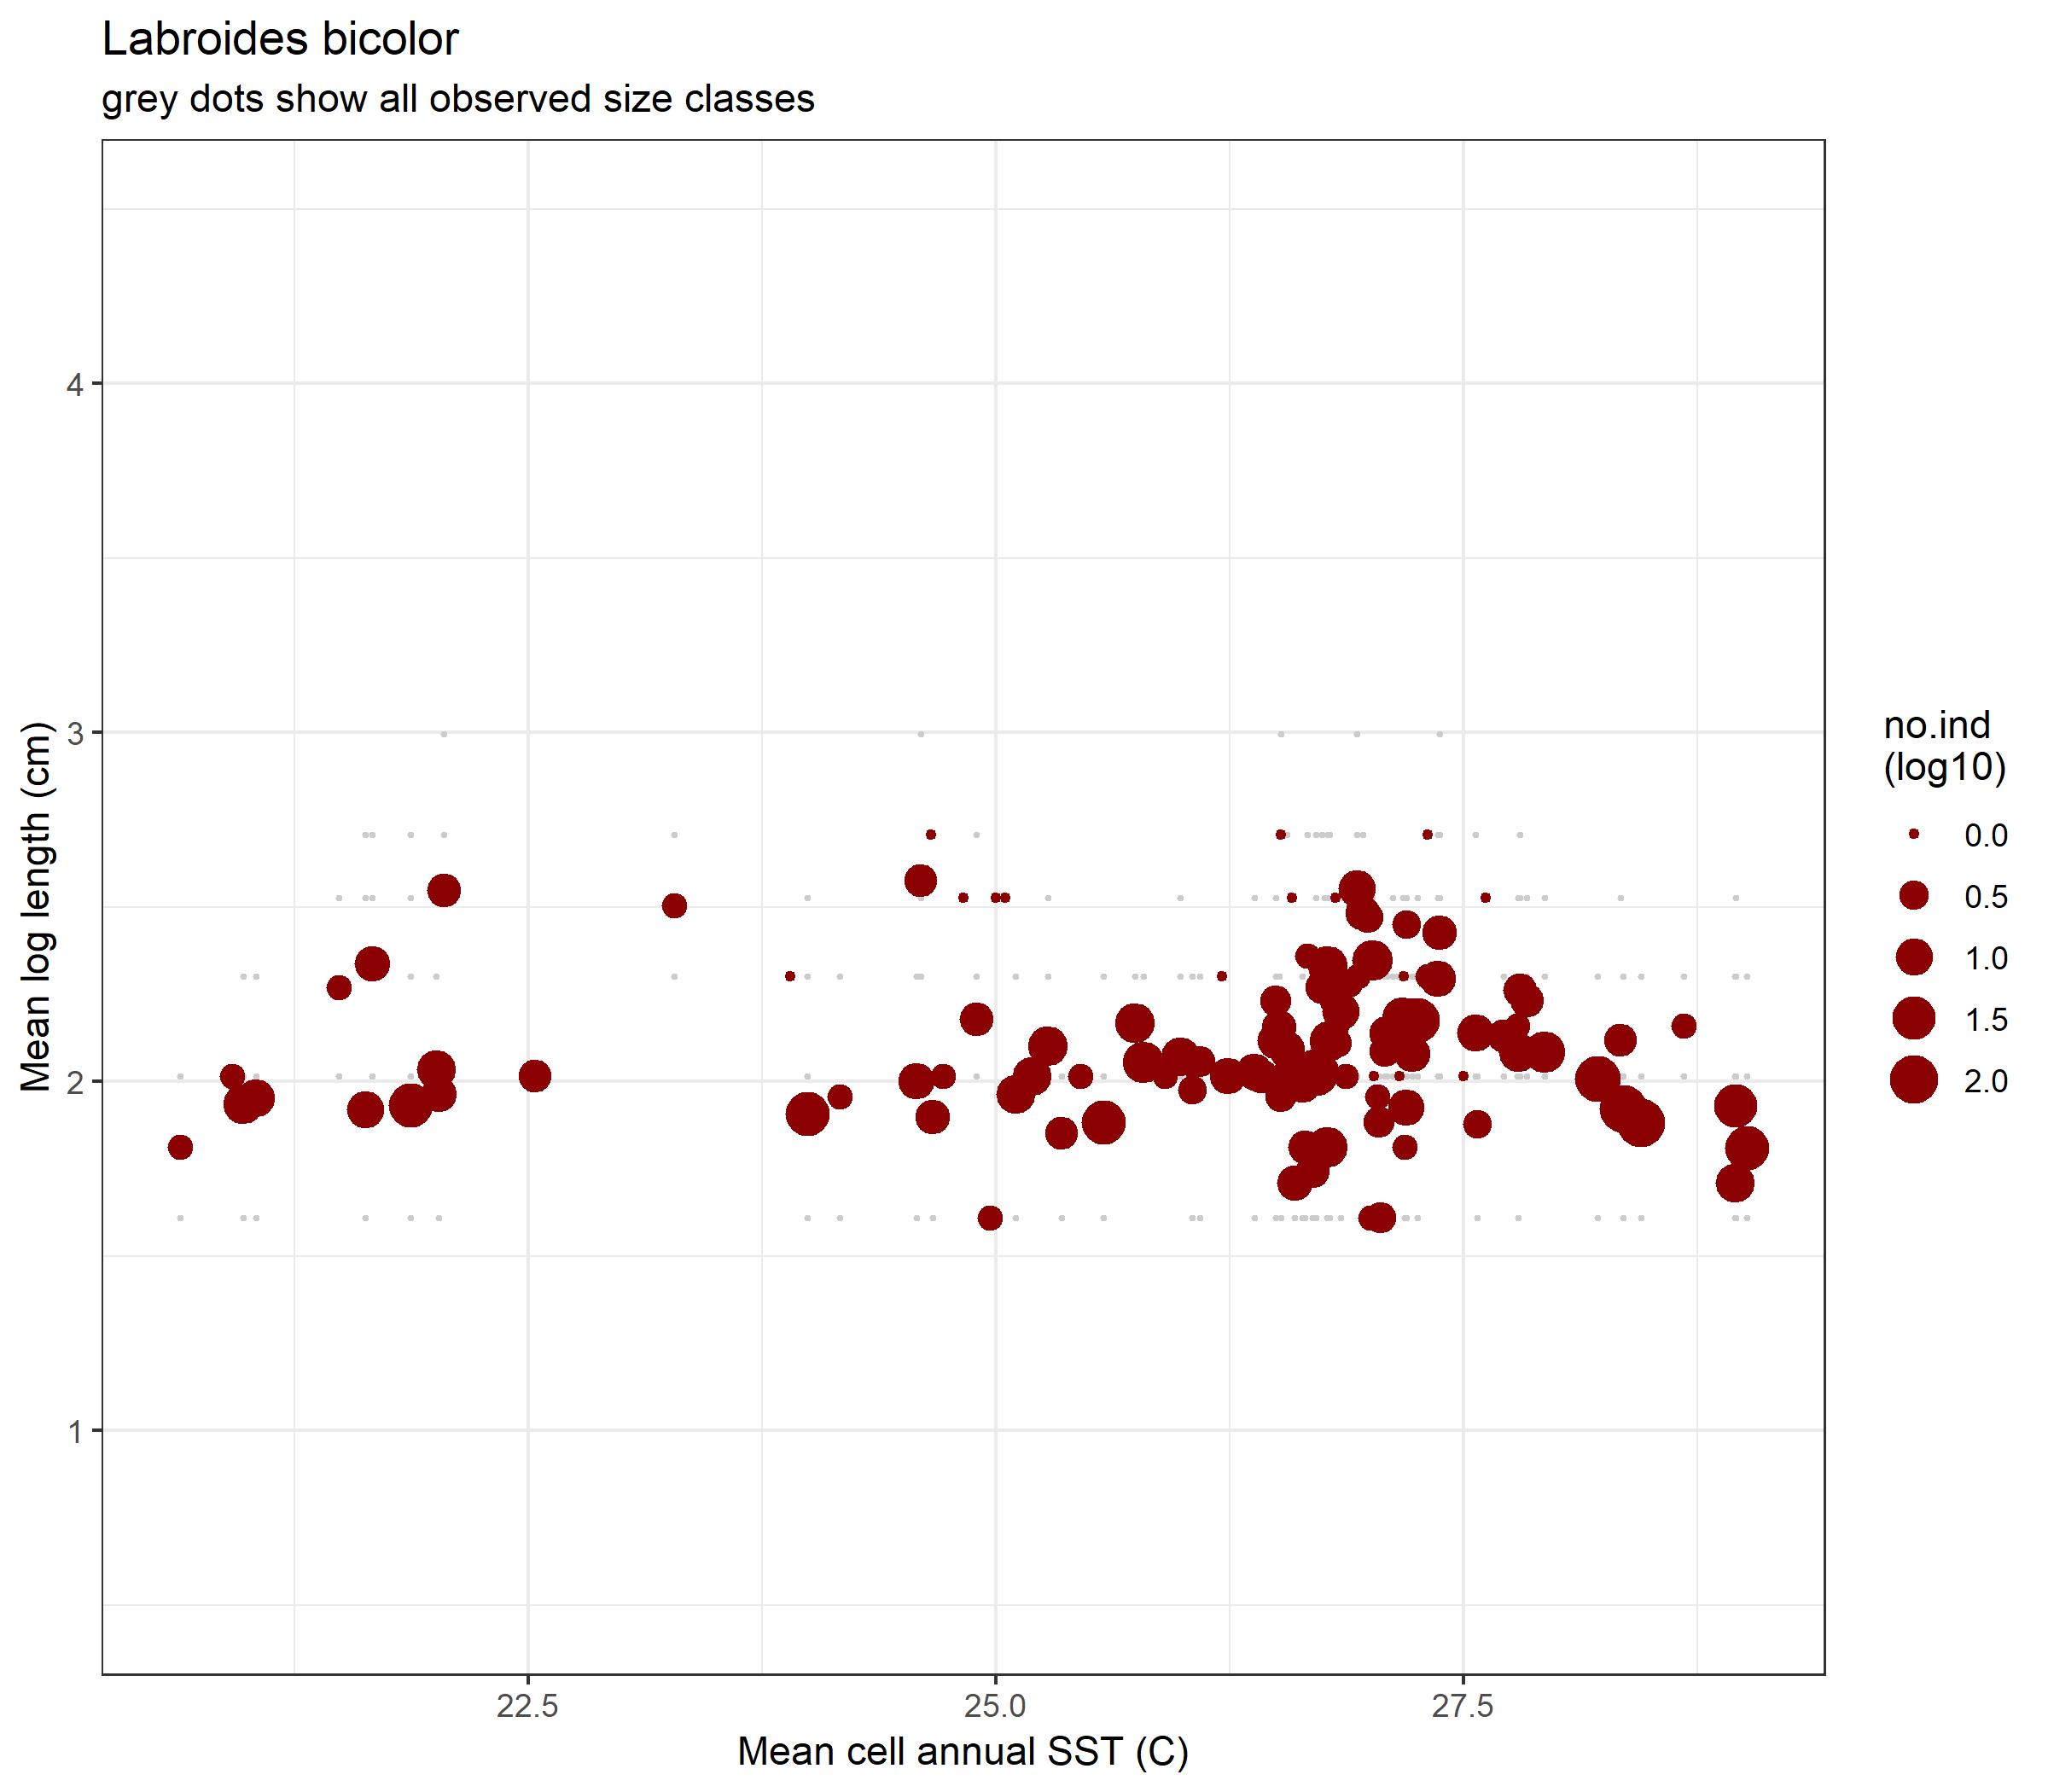 Labroides bicolor
grey dots show all observed size classes
Mean log length (cm)
4
3
2
1
22.5
25.0
27.5
Mean cell annual SST (C)
no.ind
(log10)
0.0
0.5
1.0
1.5
2.0